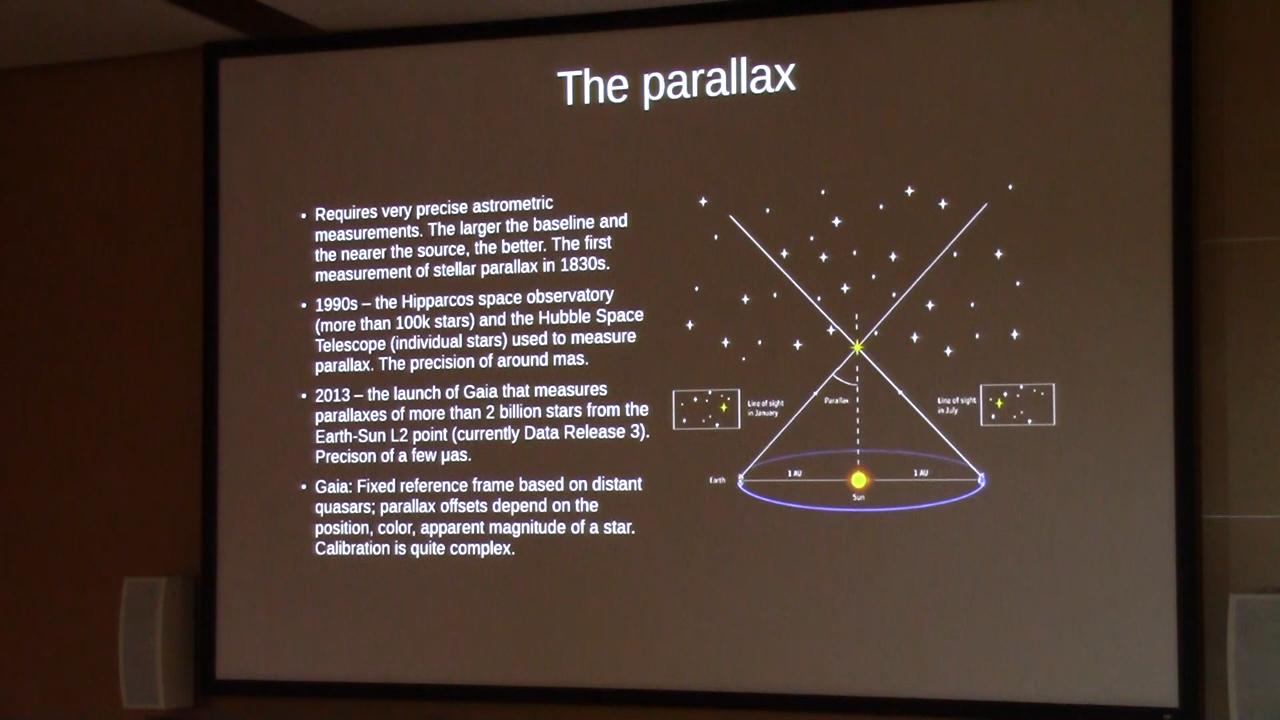 The parallax
• Requires very precise astrometric
measurements. The larger the baseline and
the nearer the source, the better. The first
measurement of stellar parallax in 1830s.
• 1990s – the Hipparcos space observatory
(more than 100k stars) and the Hubble Space
Telescope (individual stars) used to measure
parallax. The precision of around mas.
• 2013 – the launch of Gaia that measures
parallaxes of more than 2 billion stars from the
Earth-Sun L2 point (currently Data Release 3).
Precison of a few µas.
• Gaia: Fixed reference frame based on distant
quasars; parallax offsets depend on the
position, color, apparent magnitude of a star.
Calibration is quite complex.
Line of sight
in January
Parallax
Line of sight
in July
Earth
1 AU
1 AU
Sun